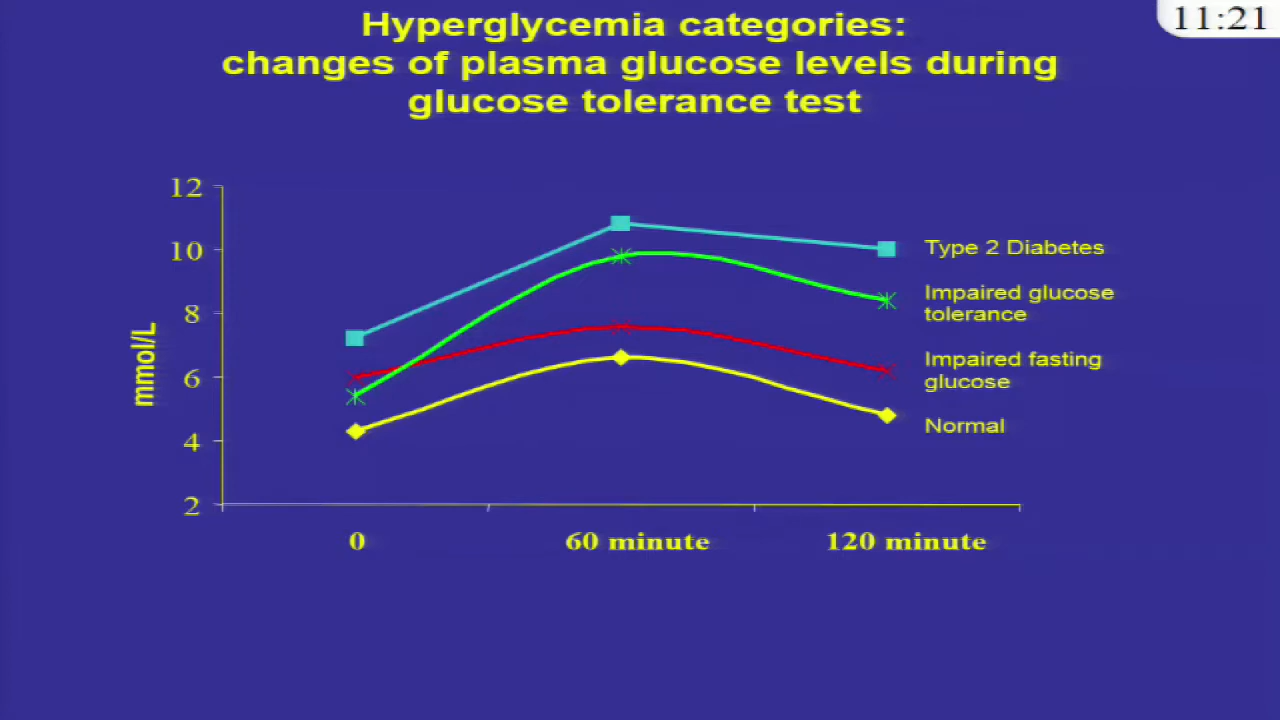 11:21
Hyperglycemia categories:
changes of plasma glucose levels during
glucose tolerance test
12
10
8
6
4
2
mmol/L
Type 2 Diabetes
Impaired glucose
tolerance
Impaired fasting
glucose
Normal
0
60 minute
120 minute